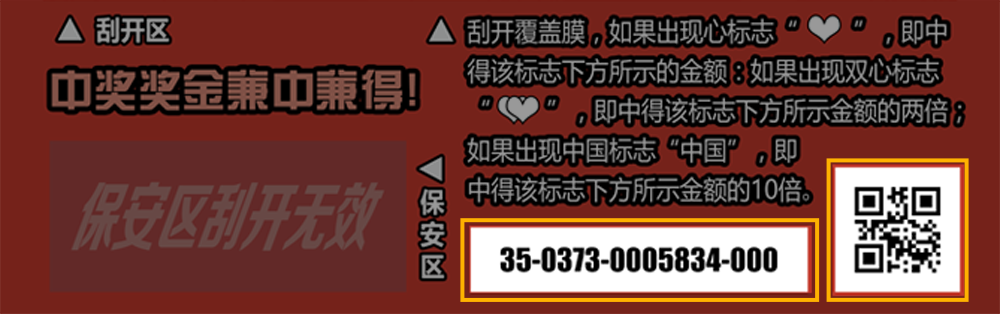 刮开区
中奖奖金兼中兼得!
保安区刮开无效
保安区
刮开覆盖膜，如果出现心标志“❤”，即中
得该标志下方所示的金额：如果出现双心标志
“💕”，即中得该标志下方所示金额的两倍；
如果出现中国标志“中国”，即
中得该标志下方所示金额的10倍。
35-0373-0005834-000